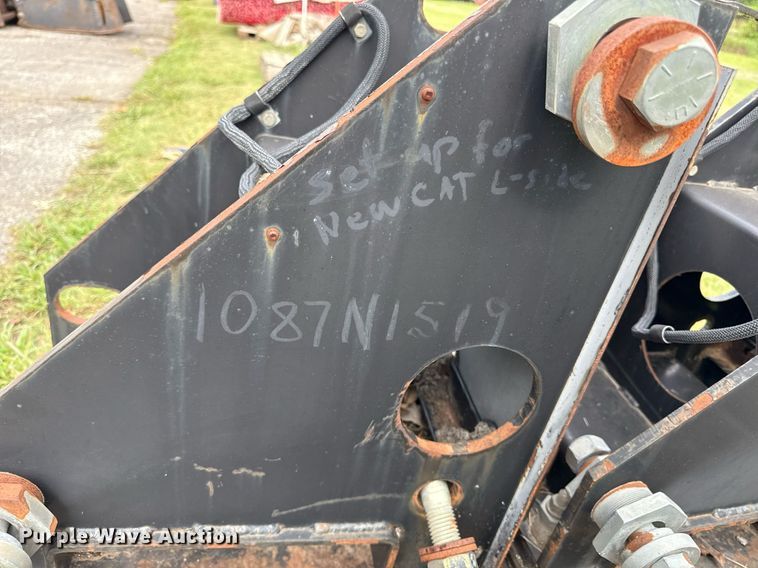 set up for
New CAT L-side
1087N1519
Purple Wave Auction